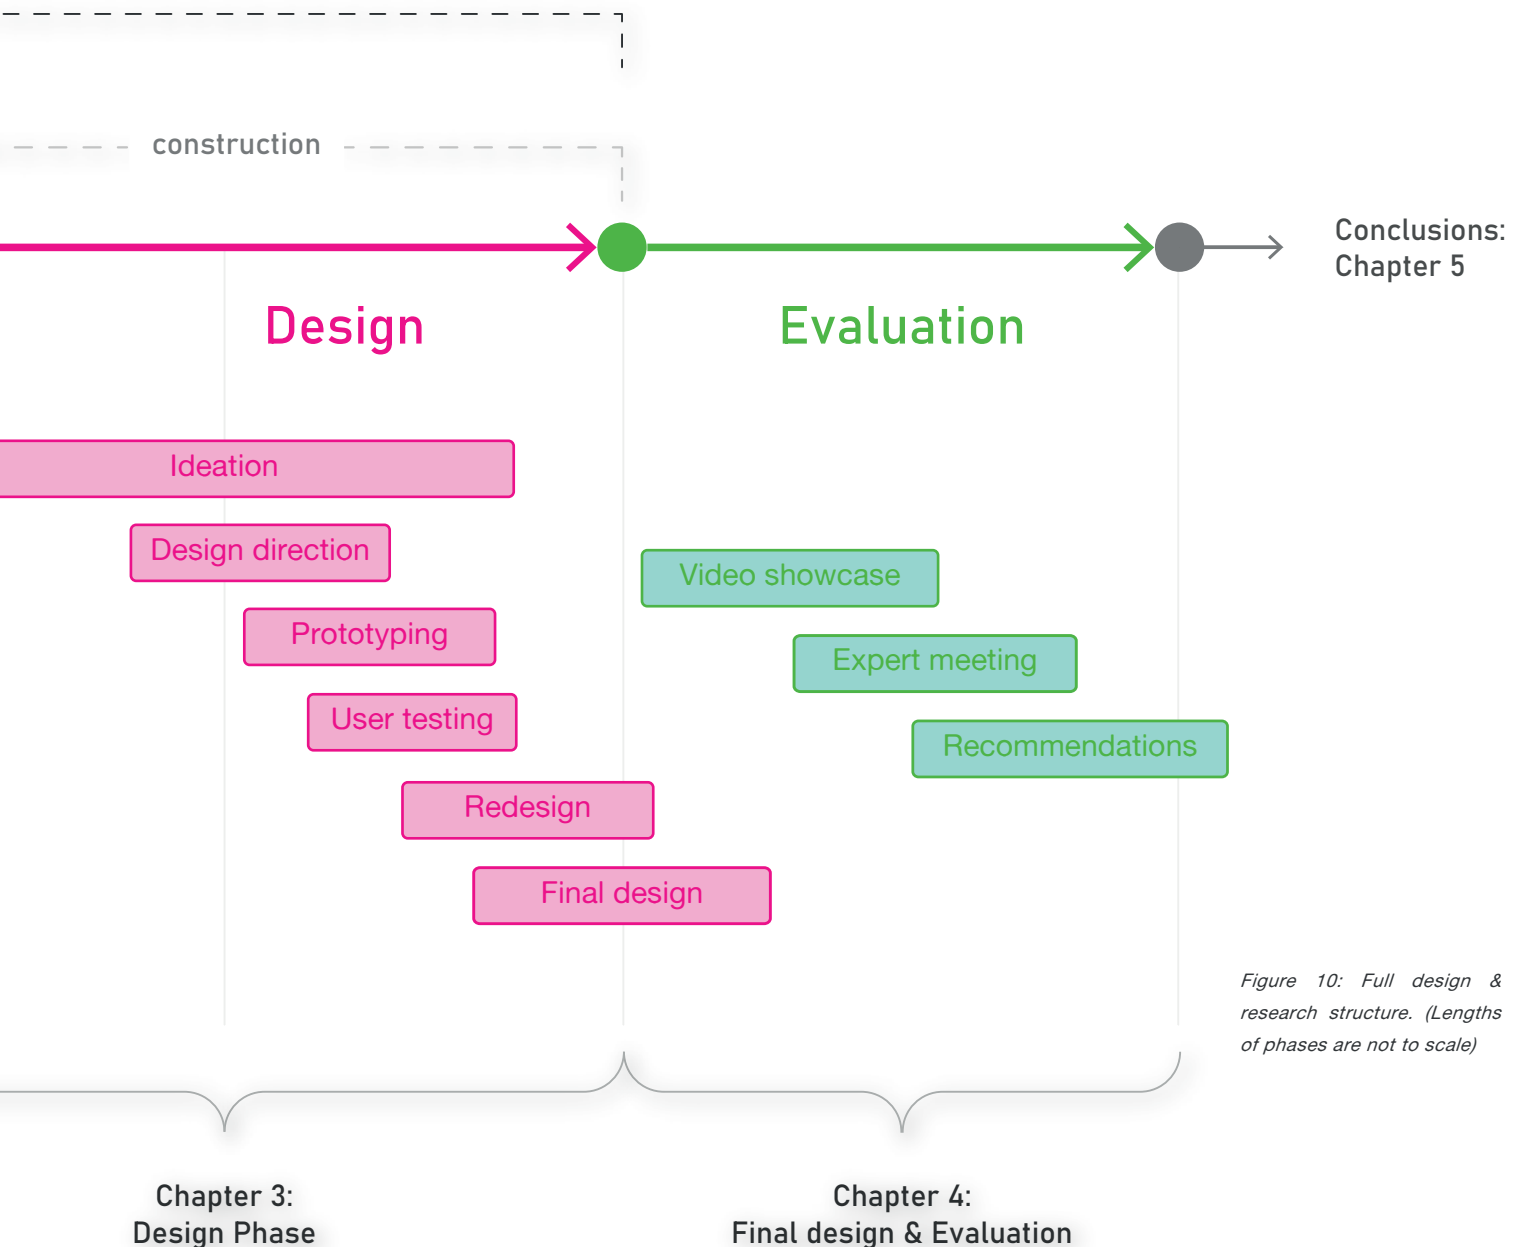 construction
Conclusions:
Chapter 5
Design
Evaluation
Ideation
Design direction
Video showcase
Prototyping
Expert meeting
User testing
Recommendations
Redesign
Final design
Figure 10: Full design &
research structure. (Lengths
of phases are not to scale)
Chapter 3:
Design Phase
Chapter 4:
Final design & Evaluation